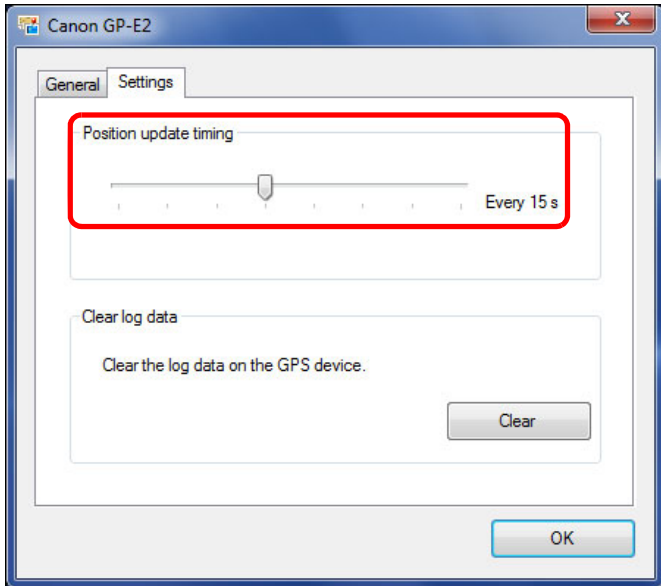 Canon GP-E2
General Settings
Position update timing
Every 15 s
Clear log data
Clear the log data on the GPS device.
Clear
OK